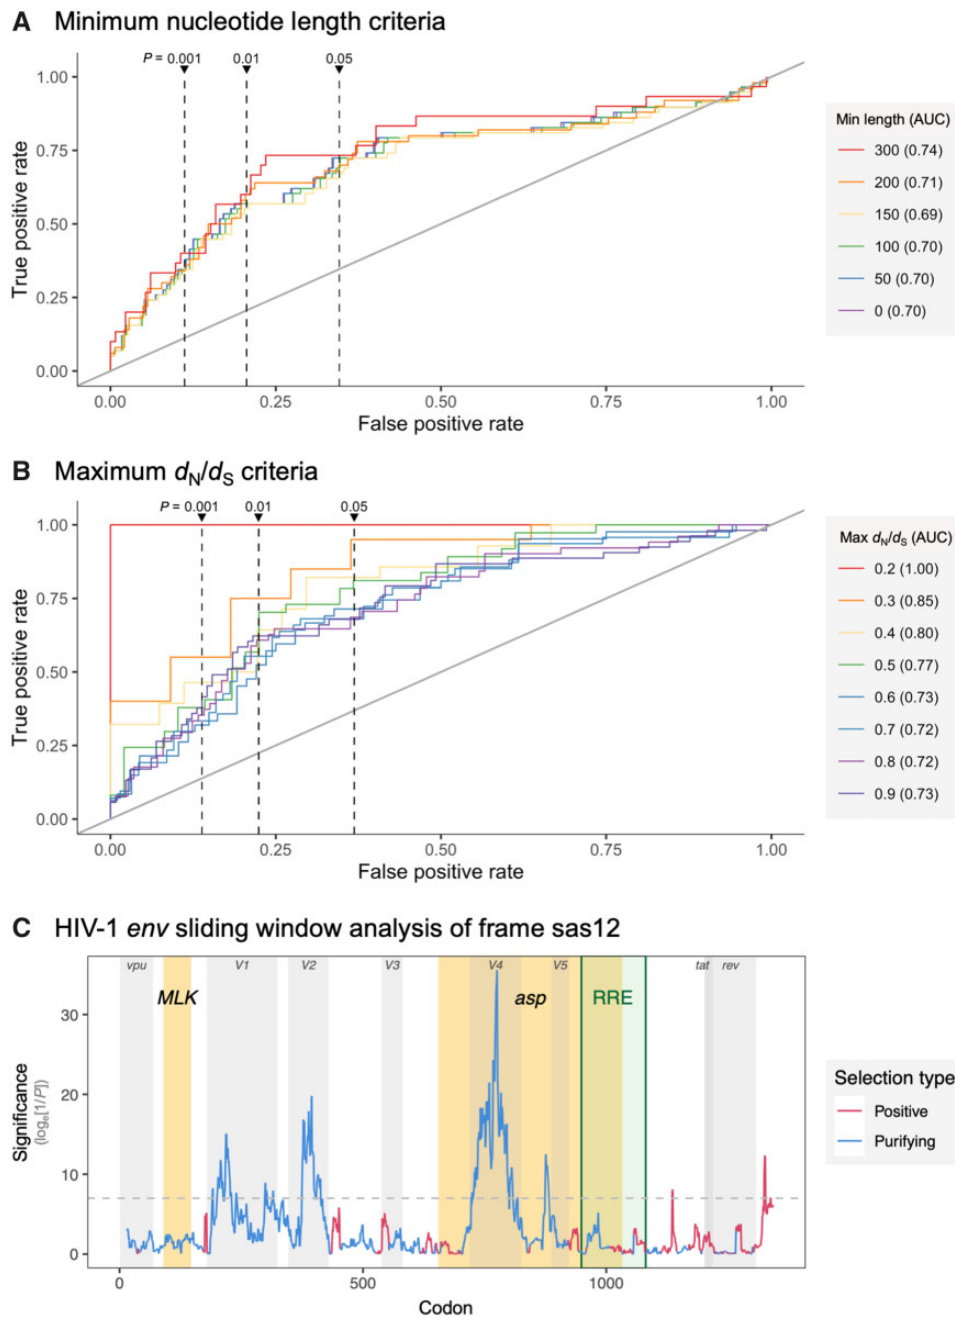 A Minimum nucleotide length criteria
P = 0.001 0.01 0.05
1.00
0.75
0.50
0.25
0.00
True positive rate
0.00 0.25 0.50 0.75 1.00
False positive rate
Min length (AUC)
300 (0.74)
200 (0.71)
150 (0.69)
100 (0.70)
50 (0.70)
0 (0.70)
B Maximum dN/dS criteria
P = 0.001 0.01 0.05
1.00
0.75
0.50
0.25
0.00
True positive rate
0.00 0.25 0.50 0.75 1.00
False positive rate
Max dN/dS (AUC)
0.2 (1.00)
0.3 (0.85)
0.4 (0.80)
0.5 (0.77)
0.6 (0.73)
0.7 (0.72)
0.8 (0.72)
0.9 (0.73)
C HIV-1 env sliding window analysis of frame sas12
vpu V1 V2 V3 V4 V5 tat rev
MLK asp RRE
30
20
10
0
Significance
(loge[1/P])
0 500 1000
Codon
Selection type
Positive
Purifying